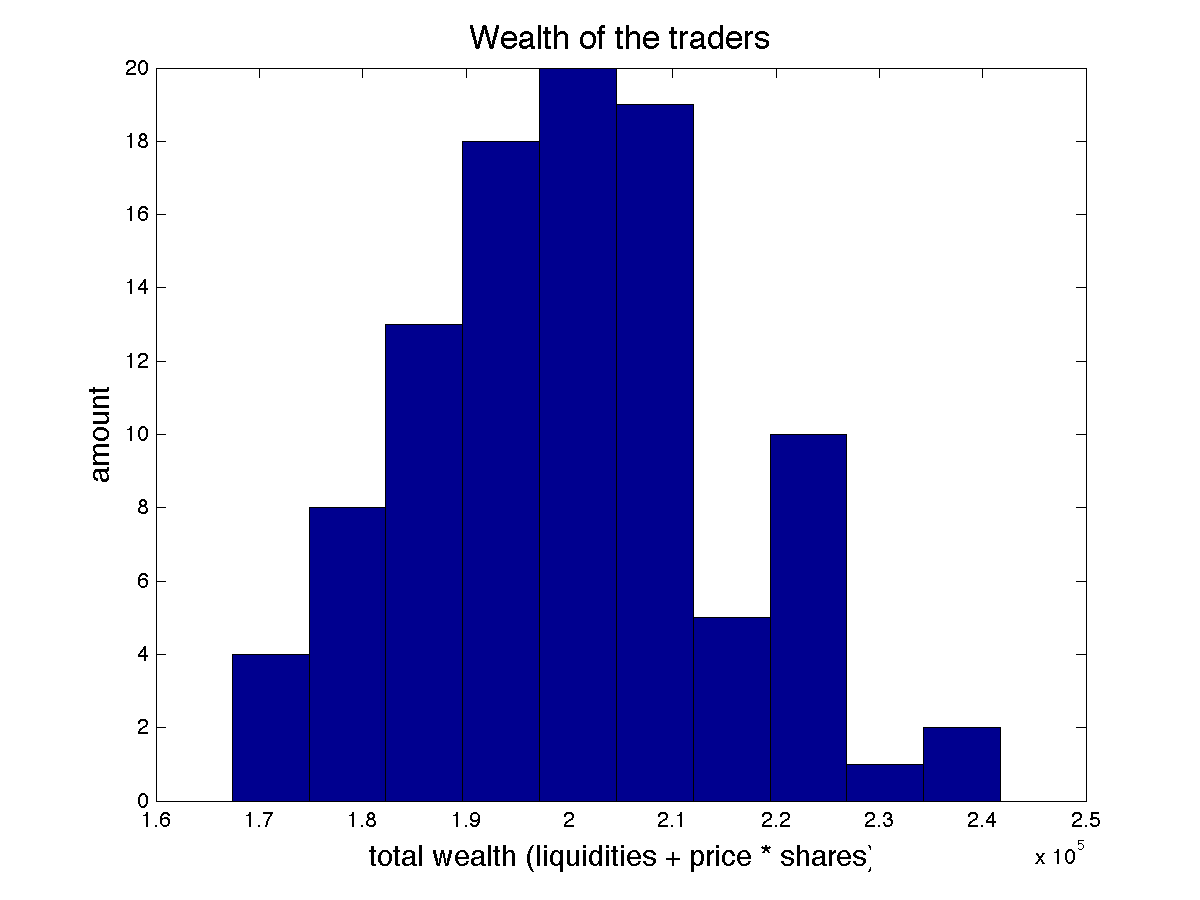 Wealth of the traders
20
18
16
14
12
10
8
6
4
2
0
amount
1.6 1.7 1.8 1.9 2 2.1 2.2 2.3 2.4 2.5
x 10^5
total wealth (liquidities + price * shares)